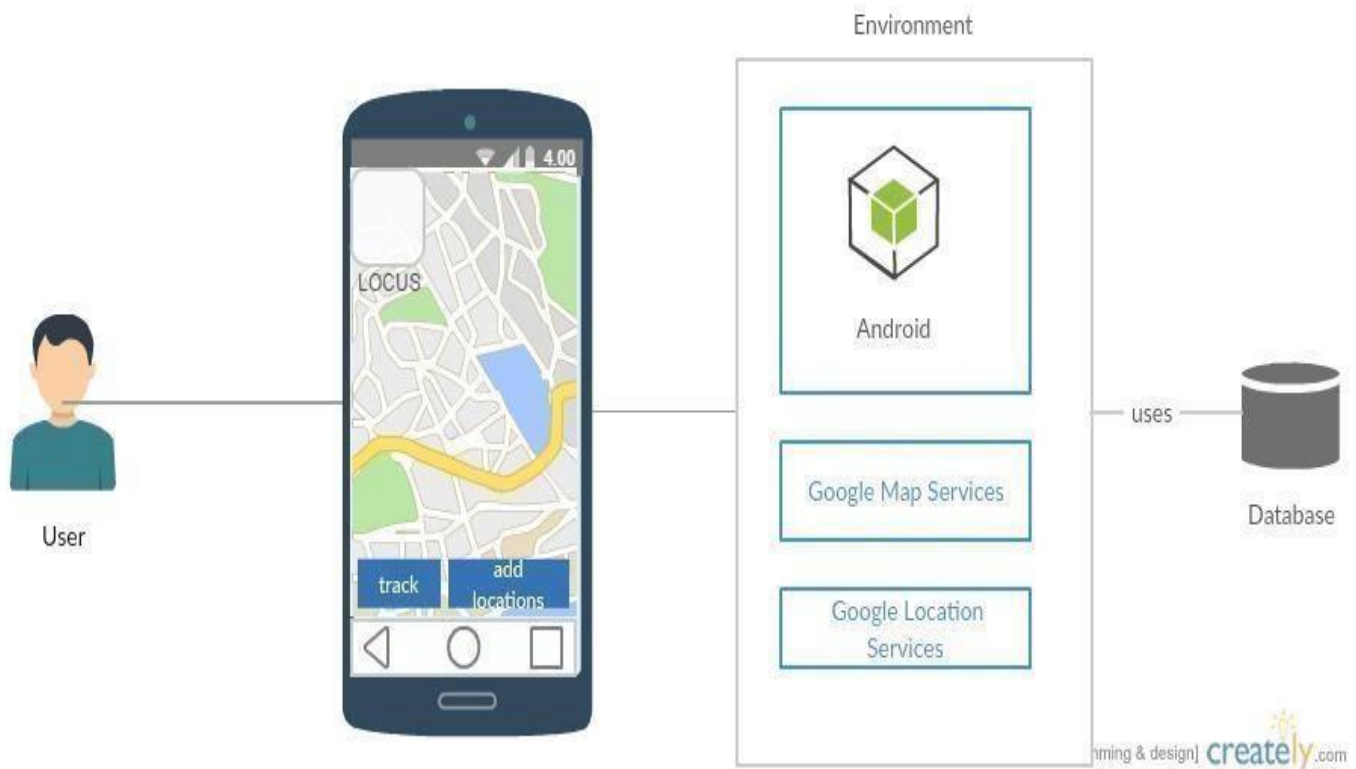 Environment
4.00
LOCUS
Android
uses
Google Map Services
Database
User
track
add
locations
Google Location
Services
& design] creately.com